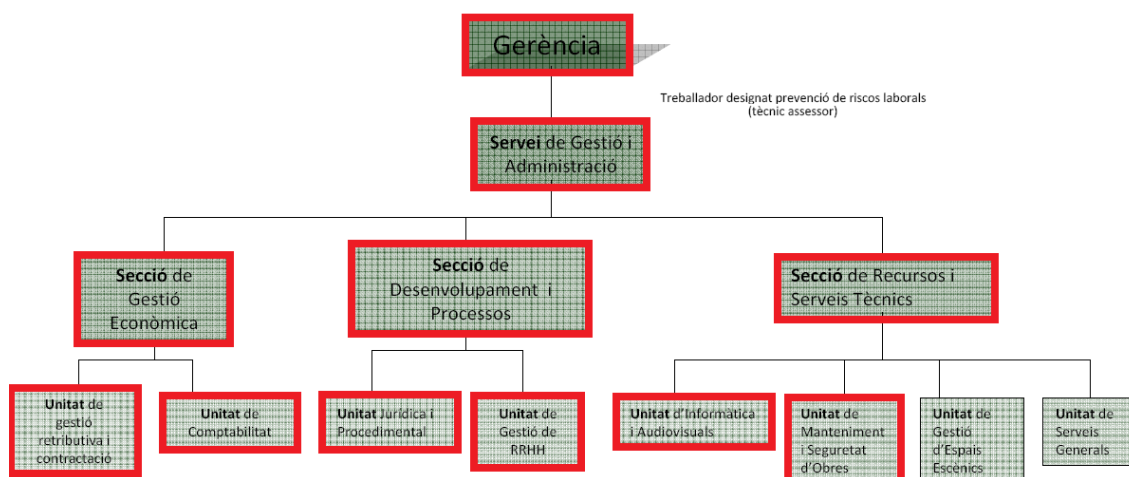 Gerència
Treballador designat prevenció de riscos laborals
(tècnic assessor)
Servei de Gestió i
Administració
Secció de
Gestió
Econòmica
Secció de
Desenvolupament i
Processos
Secció de Recursos i
Serveis Tècnics
Unitat de
gestió
retributiva i
contractació
Unitat de
Comptabilitat
Unitat Jurídica i
Procedimental
Unitat de
Gestió de
RRHH
Unitat d'Informàtica
i Audiovisuals
Unitat de
Manteniment
i Seguretat
d'Obres
Unitat de
Gestió
d'Espais
Escènics
Unitat de
Serveis
Generals